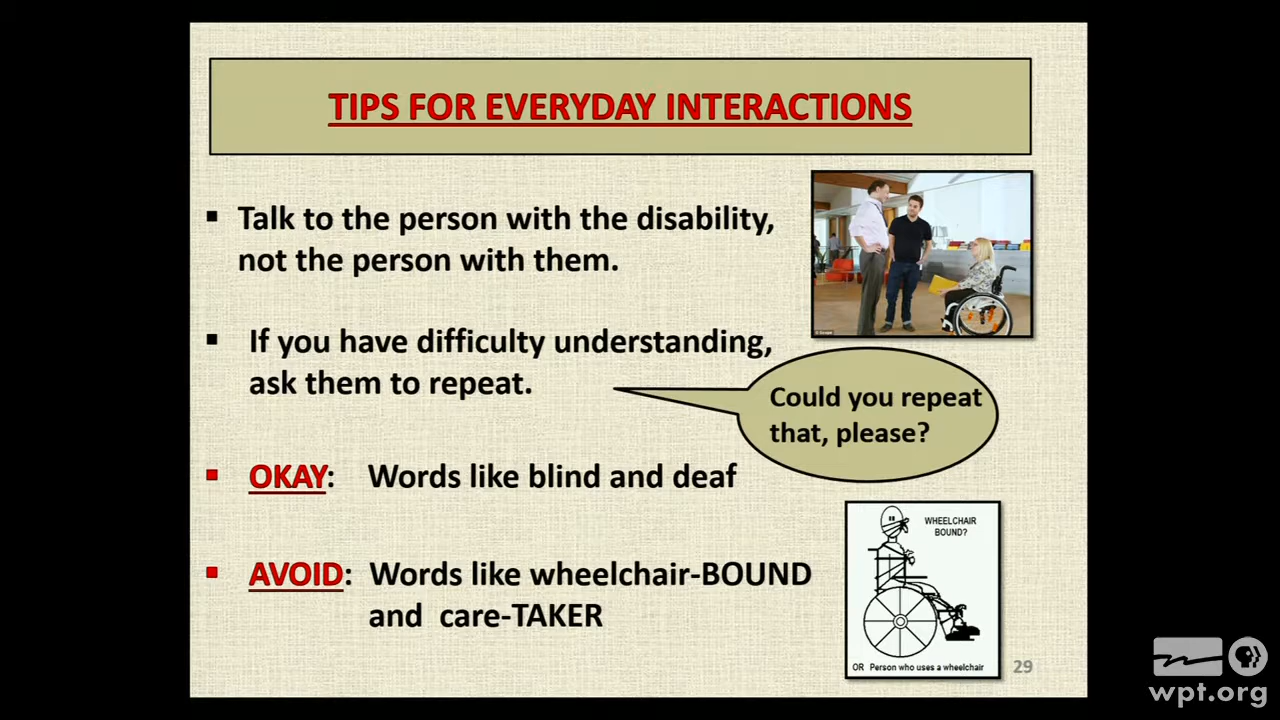 TIPS FOR EVERYDAY INTERACTIONS
▪ Talk to the person with the disability,
not the person with them.
▪ If you have difficulty understanding,
ask them to repeat.
Could you repeat
that, please?
▪ OKAY: Words like blind and deaf
▪ AVOID: Words like wheelchair-BOUND
and care-TAKER
WHEELCHAIR
BOUND?
OR Person who uses a wheelchair
29
wpt.org